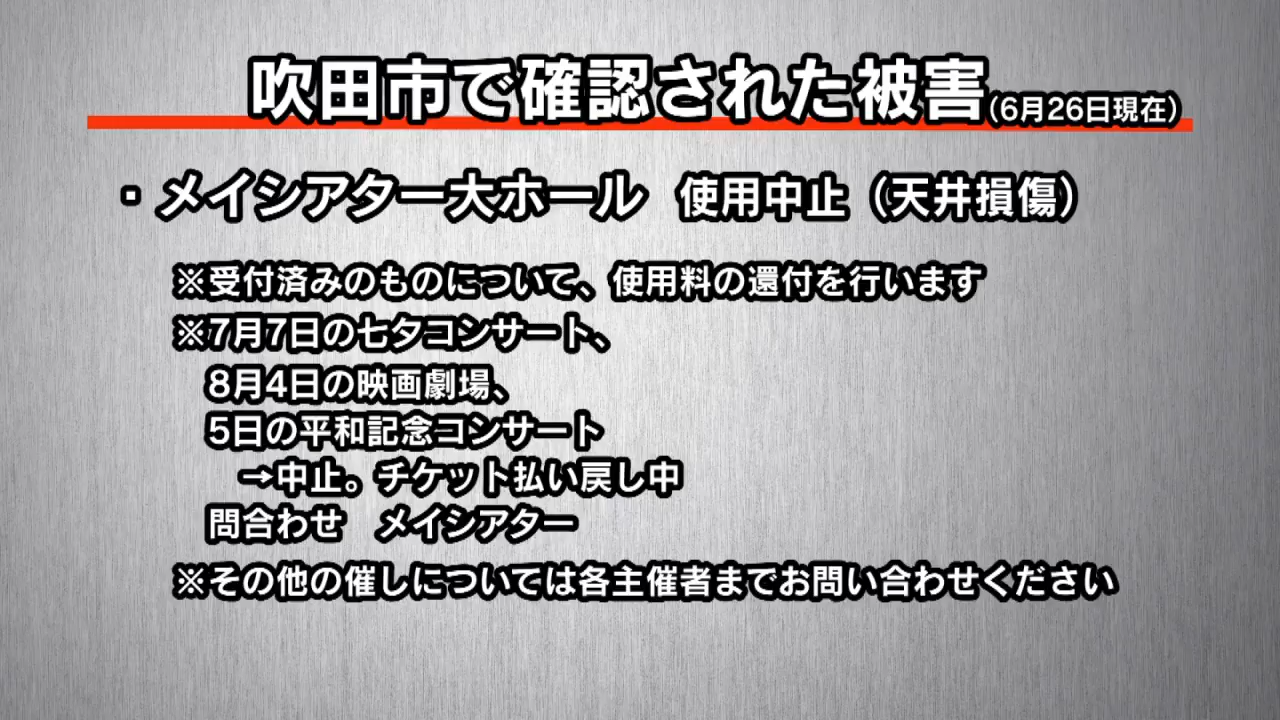 吹田市で確認された被害(6月26日現在)
・メイシアター大ホール　使用中止（天井損傷）
※受付済みのものについて、使用料の還付を行います
※7月7日の七夕コンサート、
8月4日の映画劇場、
5日の平和記念コンサート
→中止。チケット払い戻し中
問合わせ　メイシアター
※その他の催しについては各主催者までお問い合わせください